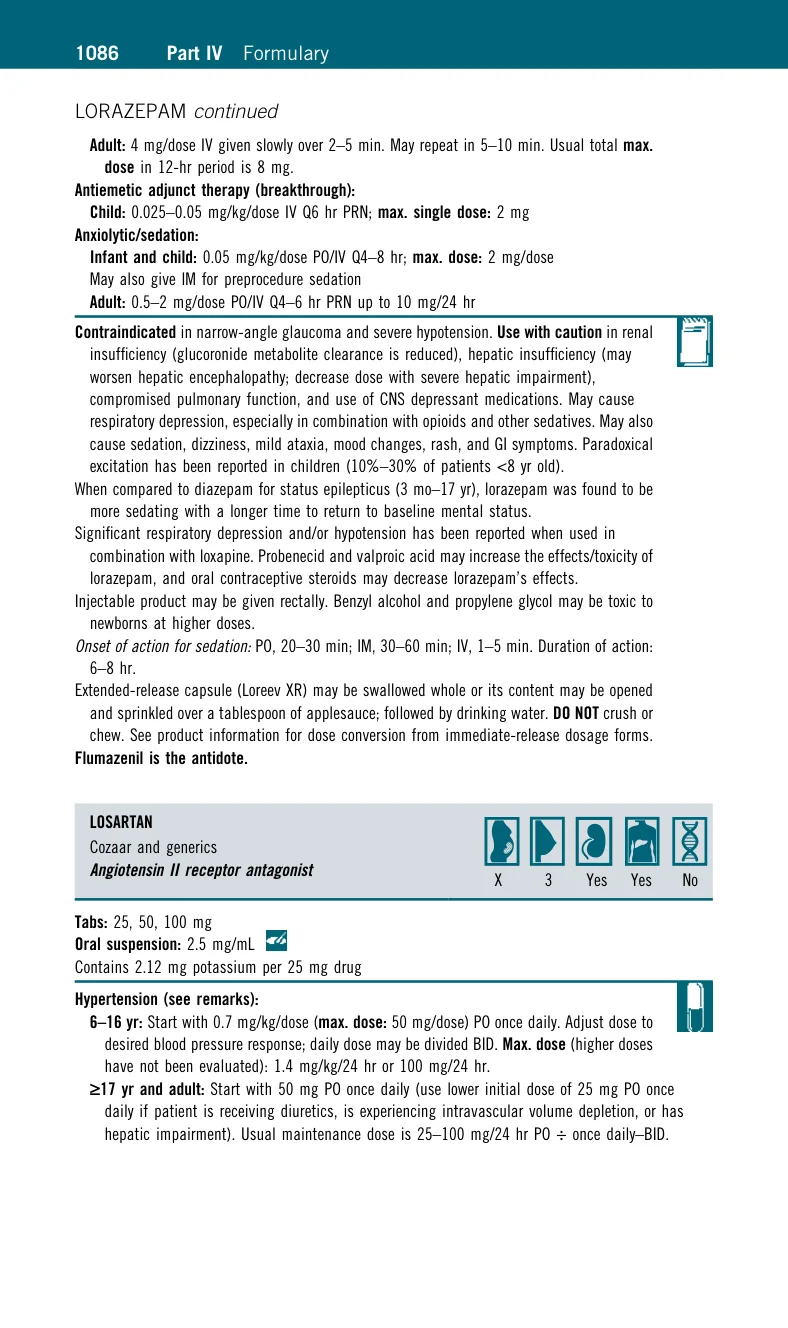 1086 Part IV Formulary
LORAZEPAM continued
Adult: 4 mg/dose IV given slowly over 2–5 min. May repeat in 5–10 min. Usual total max.
dose in 12-hr period is 8 mg.
Antiemetic adjunct therapy (breakthrough):
Child: 0.025–0.05 mg/kg/dose IV Q6 hr PRN; max. single dose: 2 mg
Anxiolytic/sedation:
Infant and child: 0.05 mg/kg/dose PO/IV Q4–8 hr; max. dose: 2 mg/dose
May also give IM for preprocedure sedation
Adult: 0.5–2 mg/dose PO/IV Q4–6 hr PRN up to 10 mg/24 hr
Contraindicated in narrow-angle glaucoma and severe hypotension. Use with caution in renal
insufficiency (glucoronide metabolite clearance is reduced), hepatic insufficiency (may
worsen hepatic encephalopathy; decrease dose with severe hepatic impairment),
compromised pulmonary function, and use of CNS depressant medications. May cause
respiratory depression, especially in combination with opioids and other sedatives. May also
cause sedation, dizziness, mild ataxia, mood changes, rash, and GI symptoms. Paradoxical
excitation has been reported in children (10%–30% of patients <8 yr old).
When compared to diazepam for status epilepticus (3 mo–17 yr), lorazepam was found to be
more sedating with a longer time to return to baseline mental status.
Significant respiratory depression and/or hypotension has been reported when used in
combination with loxapine. Probenecid and valproic acid may increase the effects/toxicity of
lorazepam, and oral contraceptive steroids may decrease lorazepam's effects.
Injectable product may be given rectally. Benzyl alcohol and propylene glycol may be toxic to
newborns at higher doses.
Onset of action for sedation: PO, 20–30 min; IM, 30–60 min; IV, 1–5 min. Duration of action:
6–8 hr.
Extended-release capsule (Loreev XR) may be swallowed whole or its content may be opened
and sprinkled over a tablespoon of applesauce; followed by drinking water. DO NOT crush or
chew. See product information for dose conversion from immediate-release dosage forms.
Flumazenil is the antidote.
LOSARTAN
Cozaar and generics
Angiotensin II receptor antagonist
X 3 Yes Yes No
Tabs: 25, 50, 100 mg
Oral suspension: 2.5 mg/mL
Contains 2.12 mg potassium per 25 mg drug
Hypertension (see remarks):
6–16 yr: Start with 0.7 mg/kg/dose (max. dose: 50 mg/dose) PO once daily. Adjust dose to
desired blood pressure response; daily dose may be divided BID. Max. dose (higher doses
have not been evaluated): 1.4 mg/kg/24 hr or 100 mg/24 hr.
≥17 yr and adult: Start with 50 mg PO once daily (use lower initial dose of 25 mg PO once
daily if patient is receiving diuretics, is experiencing intravascular volume depletion, or has
hepatic impairment). Usual maintenance dose is 25–100 mg/24 hr PO ÷ once daily–BID.